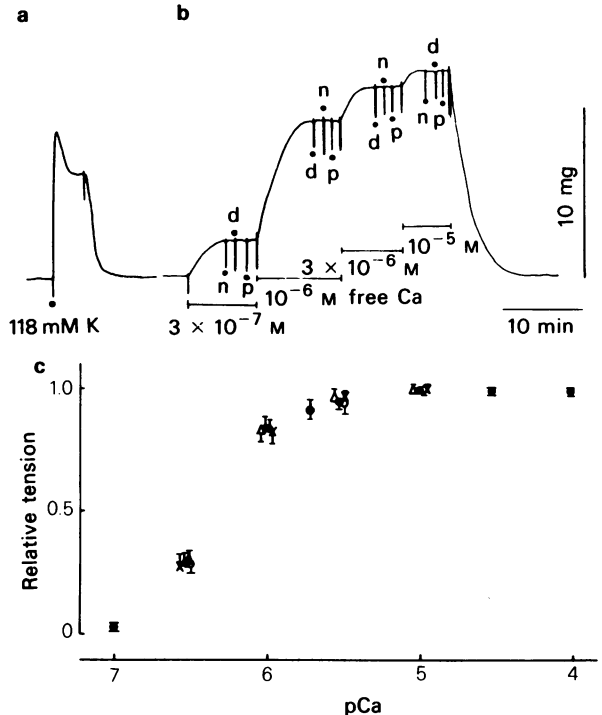 a
b
n
d
n
d
d
n
p
d
p
n
p
d
p
10 mg
118 mM K
3 × 10⁻⁷ M
10⁻⁶ M free Ca
3 × 10⁻⁶ M
10⁻⁵ M
10 min
c
Relative tension
1.0
0.5
0
7
6
5
4
pCa